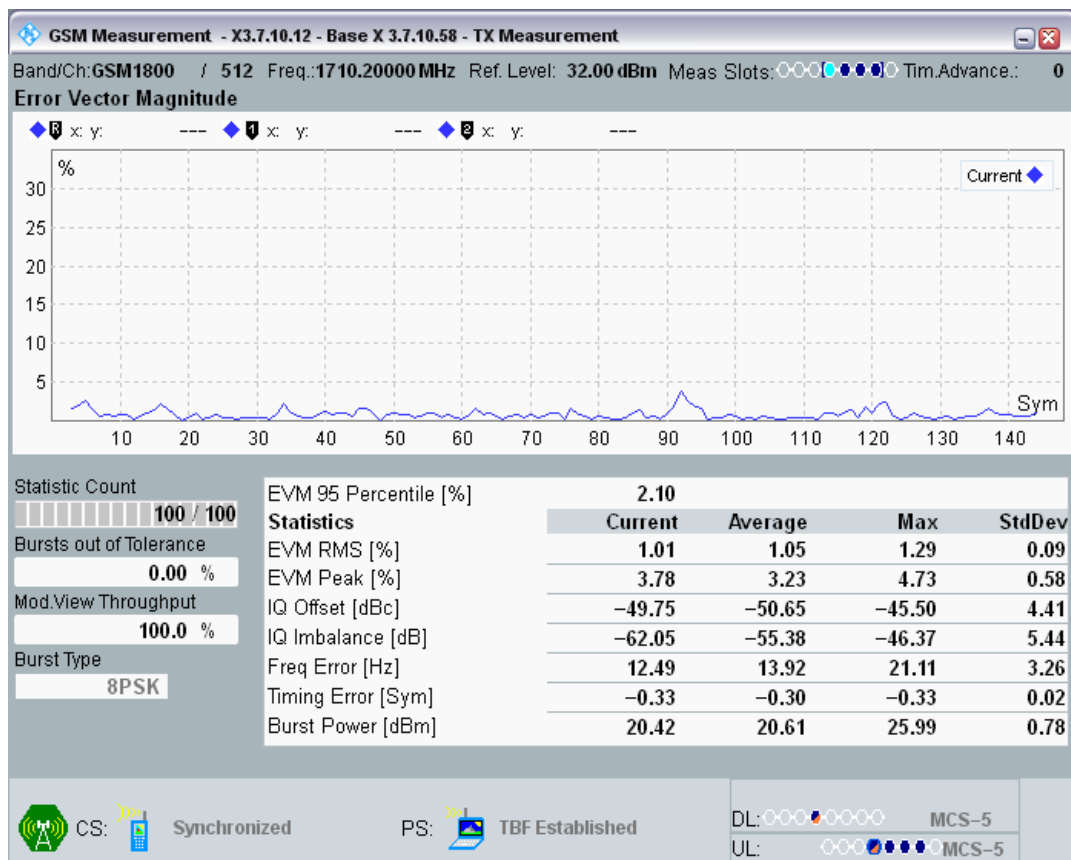 GSM Measurement - X3.7.10.12 - Base X 3.7.10.58 - TX Measurement
Band/Ch:GSM1800 / 512 Freq.:1710.20000 MHz Ref. Level: 32.00 dBm Meas Slots: Tim.Advance.: 0
Error Vector Magnitude
R x: y: --- 1 x: y: --- 2 x: y: ---
%
Current
30
25
20
15
10
5
Sym
10 20 30 40 50 60 70 80 90 100 110 120 130 140
Statistic Count
100 / 100
Bursts out of Tolerance
0.00 %
Mod.View Throughput
100.0 %
Burst Type
8PSK
EVM 95 Percentile [%] 2.10
Statistics Current Average Max StdDev
EVM RMS [%] 1.01 1.05 1.29 0.09
EVM Peak [%] 3.78 3.23 4.73 0.58
IQ Offset [dBc] −49.75 −50.65 −45.50 4.41
IQ Imbalance [dB] −62.05 −55.38 −46.37 5.44
Freq Error [Hz] 12.49 13.92 21.11 3.26
Timing Error [Sym] −0.33 −0.30 −0.33 0.02
Burst Power [dBm] 20.42 20.61 25.99 0.78
CS: Synchronized PS: TBF Established
DL: MCS−5
UL: MCS−5